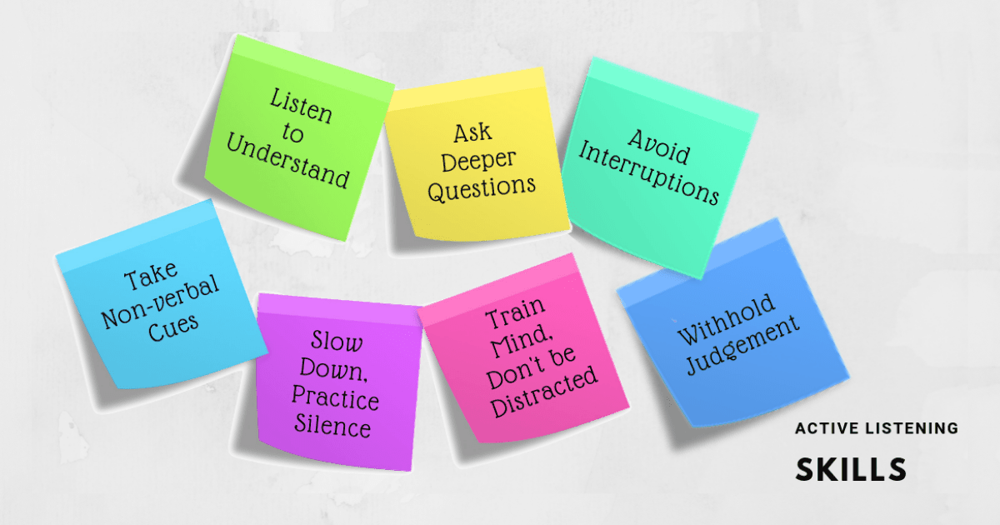 Listen
to
Understand
Ask
Deeper
Questions
Avoid
Interruptions
Take
Non-verbal
Cues
Slow
Down,
Practice
Silence
Train
Mind,
Don't be
Distracted
Withhold
Judgement
ACTIVE LISTENING
SKILLS